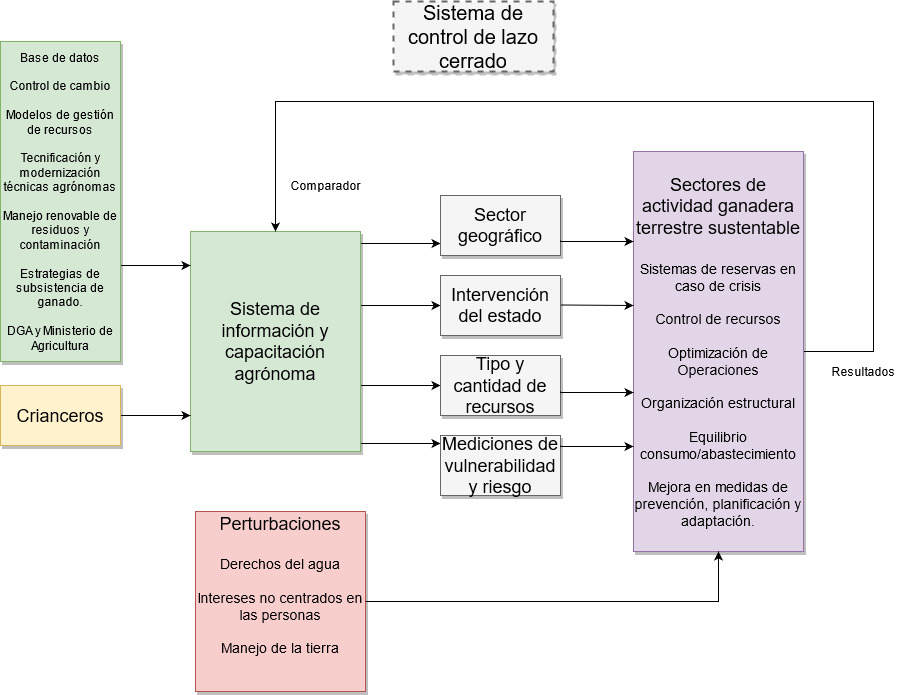 Sistema de
control de lazo
cerrado
Base de datos
Control de cambio
Modelos de gestión
de recursos
Tecnificación y
modernización
técnicas agrónomas
Manejo renovable de
residuos y
contaminación
Estrategias de
subsistencia de
ganado.
DGA y Ministerio de
Agricultura
Crianceros
Comparador
Sistema de
información y
capacitación
agrónoma
Sector
geográfico
Intervención
del estado
Tipo y
cantidad de
recursos
Mediciones de
vulnerabilidad
y riesgo
Sectores de
actividad ganadera
terrestre sustentable
Sistemas de reservas en
caso de crisis
Control de recursos
Optimización de
Operaciones
Organización estructural
Equilibrio
consumo/abastecimiento
Mejora en medidas de
prevención, planificación y
adaptación.
Resultados
Perturbaciones
Derechos del agua
Intereses no centrados en
las personas
Manejo de la tierra